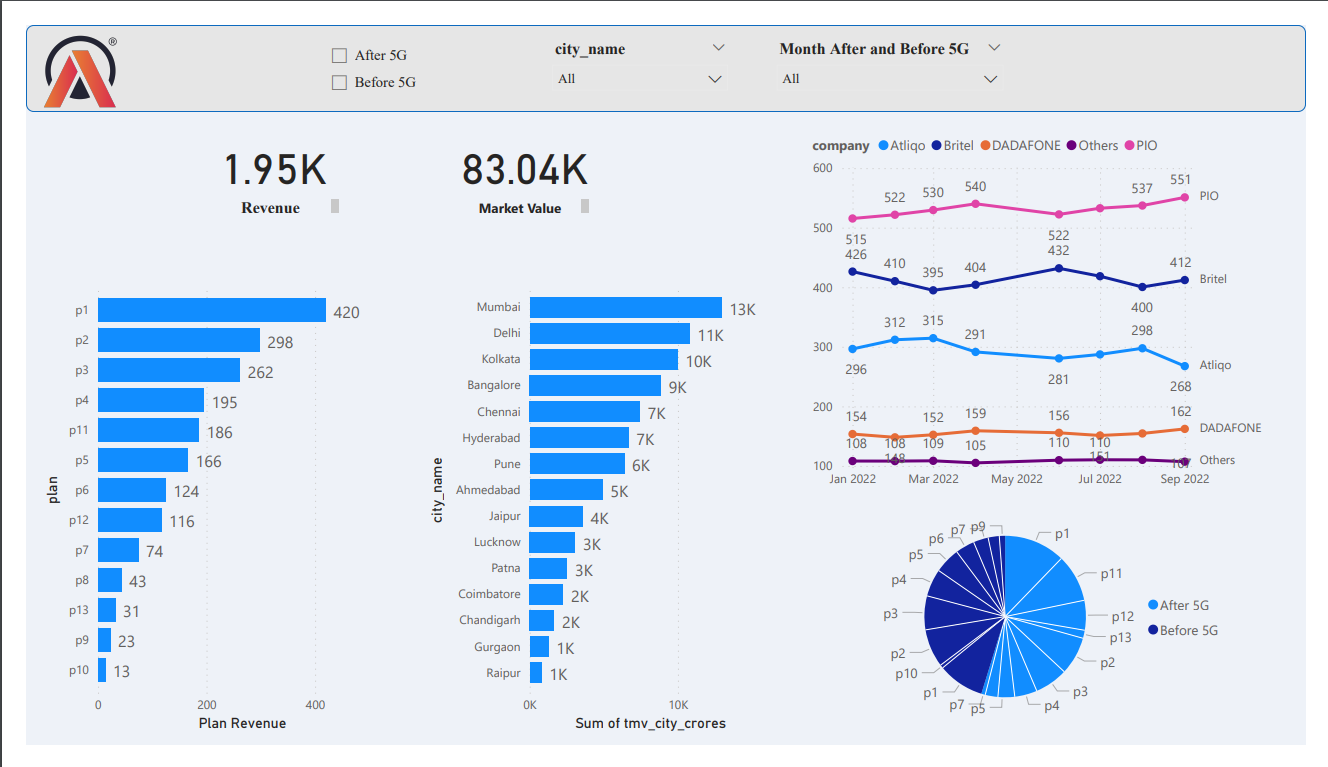 ®
After 5G
Before 5G
city_name
All
Month After and Before 5G
All
1.95K
Revenue
83.04K
Market Value
plan
p1 420
p2 298
p3 262
p4 195
p11 186
p5 166
p6 124
p12 116
p7 74
p8 43
p13 31
p9 23
p10 13
0 200 400
Plan Revenue
city_name
Mumbai 13K
Delhi 11K
Kolkata 10K
Bangalore 9K
Chennai 7K
Hyderabad 7K
Pune 6K
Ahmedabad 5K
Jaipur 4K
Lucknow 3K
Patna 3K
Coimbatore 2K
Chandigarh 2K
Gurgaon 1K
Raipur 1K
0K 10K
Sum of tmv_city_crores
company Atliqo Britel DADAFONE Others PIO
600
500
400
300
200
100
515 522 530 540 522 537 551 PIO
426 410 395 404 432 400 412 Britel
296 312 315 291 281 298 268 Atliqo
154 148 152 159 156 151 162 DADAFONE
108 108 109 105 110 110 107 Others
Jan 2022 Mar 2022 May 2022 Jul 2022 Sep 2022
p1
p11
p12
p13
p2
p3
p4
p5
p7
p1
p10
p2
p3
p4
p5
p6
p7
p9
After 5G
Before 5G